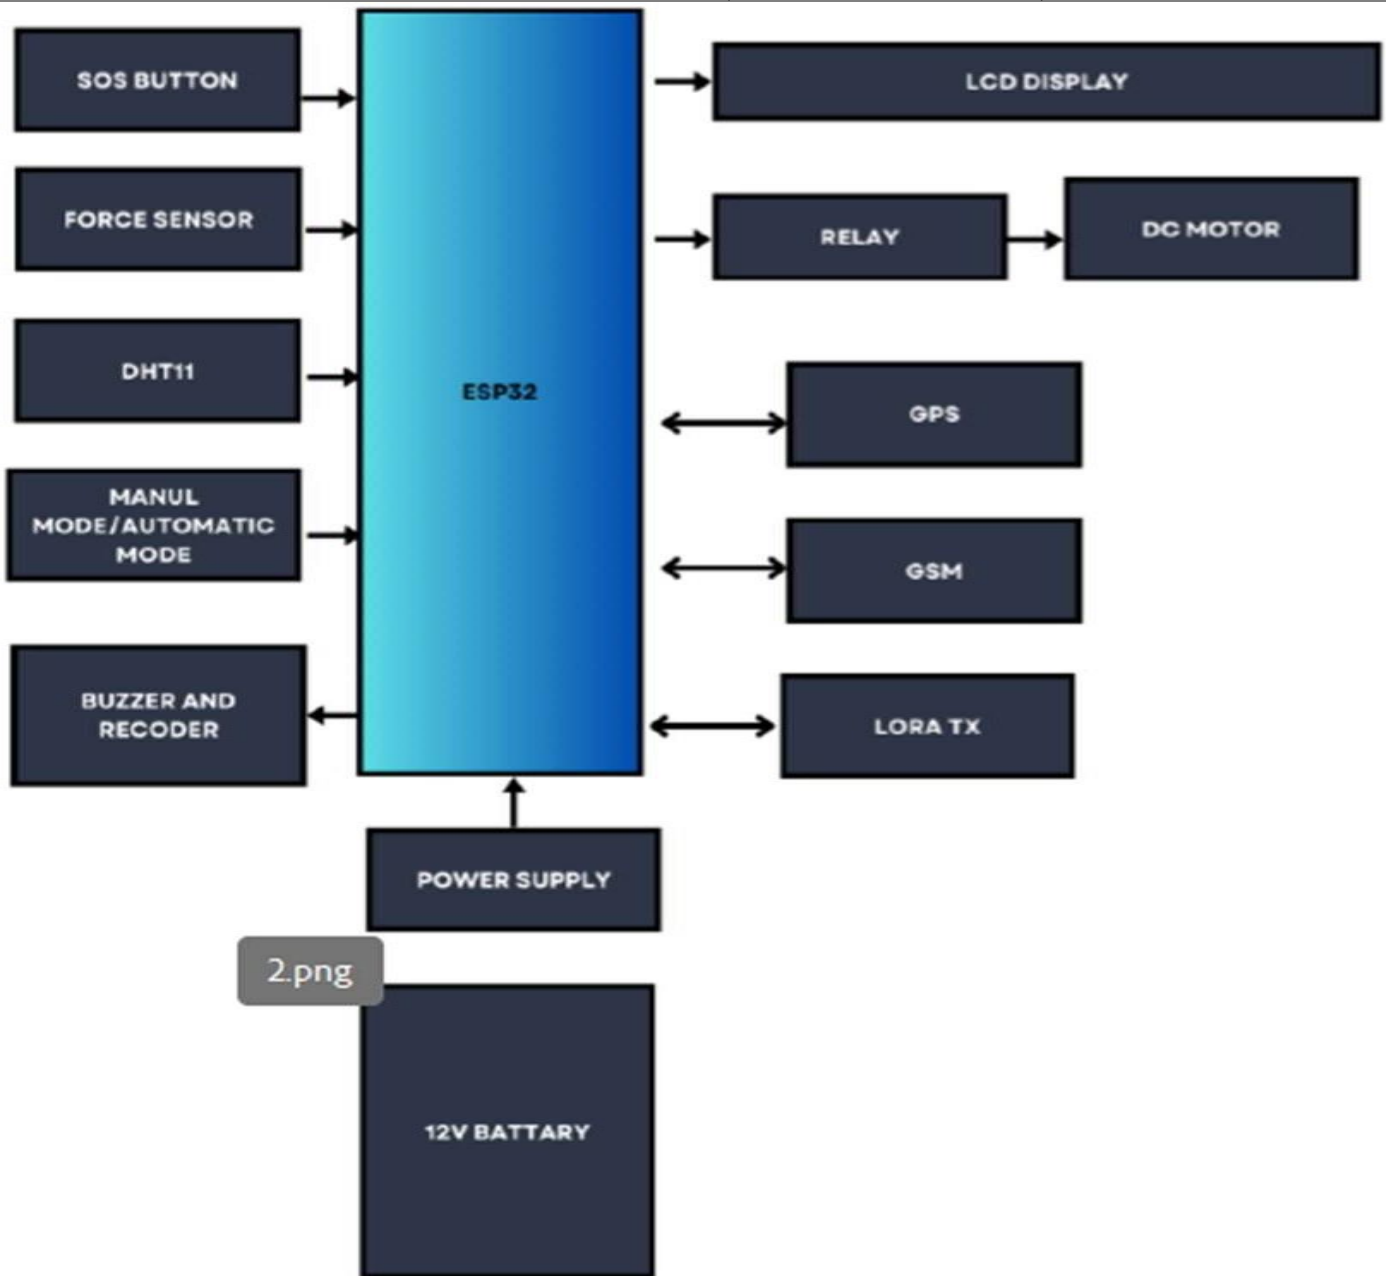 SOS BUTTON
LCD DISPLAY
FORCE SENSOR
RELAY
DC MOTOR
DHT11
ESP32
GPS
MANUL
MODE/AUTOMATIC
MODE
GSM
BUZZER AND
RECODER
LORA TX
POWER SUPPLY
2.png
12V BATTARY